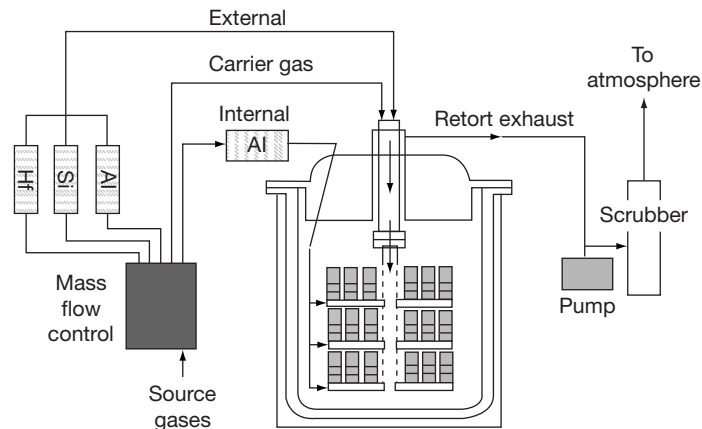 External
Carrier gas
Internal
Al
Hf
Si
Al
Mass
flow
control
Source
gases
Retort exhaust
To
atmosphere
Scrubber
Pump